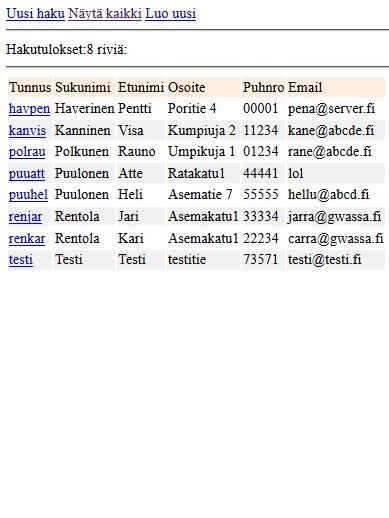 Uusi haku Näytä kaikki Luo uusi
Hakutulokset:8 riviä:
Tunnus Sukunimi Etunimi Osoite Puhnro Email
havpen Haverinen Pentti Poritie 4 00001 pena@server.fi
kanvis Kanninen Visa Kumpiuja 2 11234 kane@abcde.fi
polrau Polkunen Rauno Umpikuja 1 01234 rane@abcde.fi
puuatt Puulonen Atte Ratakatu1 44441 lol
puuhel Puulonen Heli Asematie 7 55555 hellu@abcd.fi
renjar Rentola Jari Asemakatu1 33334 jarra@gwassa.fi
renkar Rentola Kari Asemakatu1 22234 carra@gwassa.fi
testi Testi Testi testitie 73571 testi@testi.fi